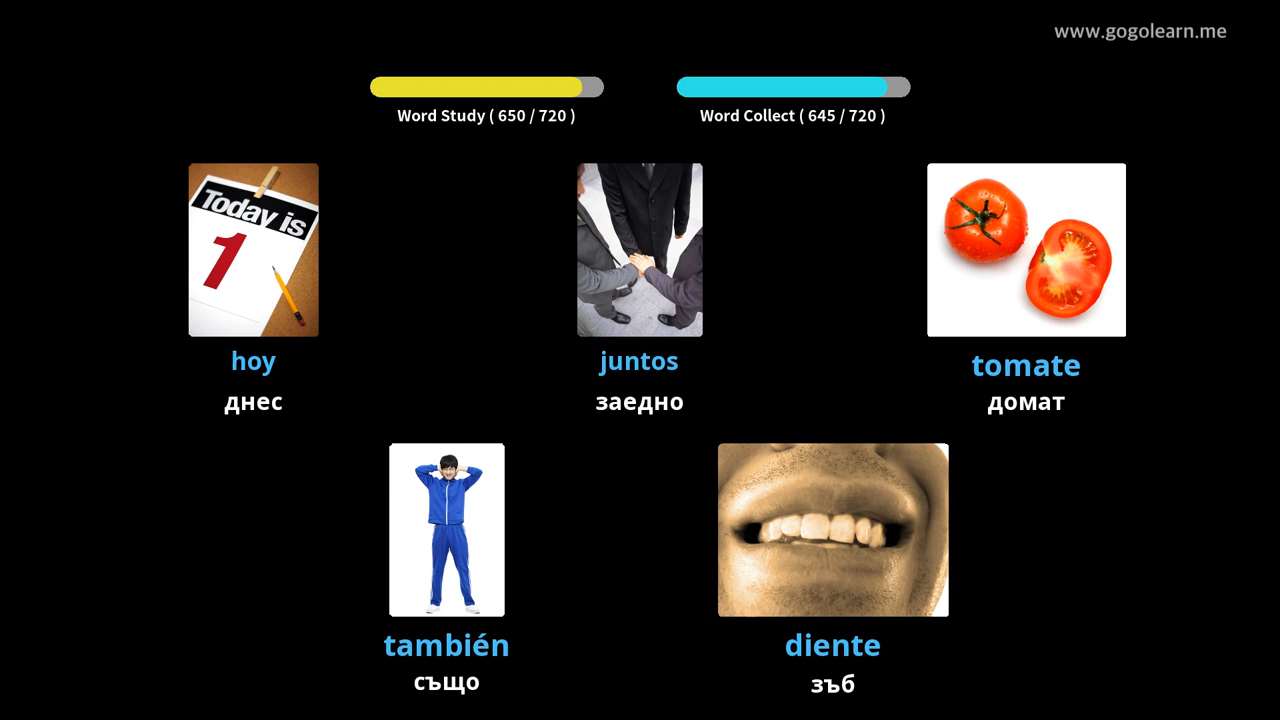 www.gogolearn.me
Word Study ( 650 / 720 )
Word Collect ( 645 / 720 )
Today is
1
hoy
juntos
tomate
днес
заедно
домат
también
diente
също
зъб